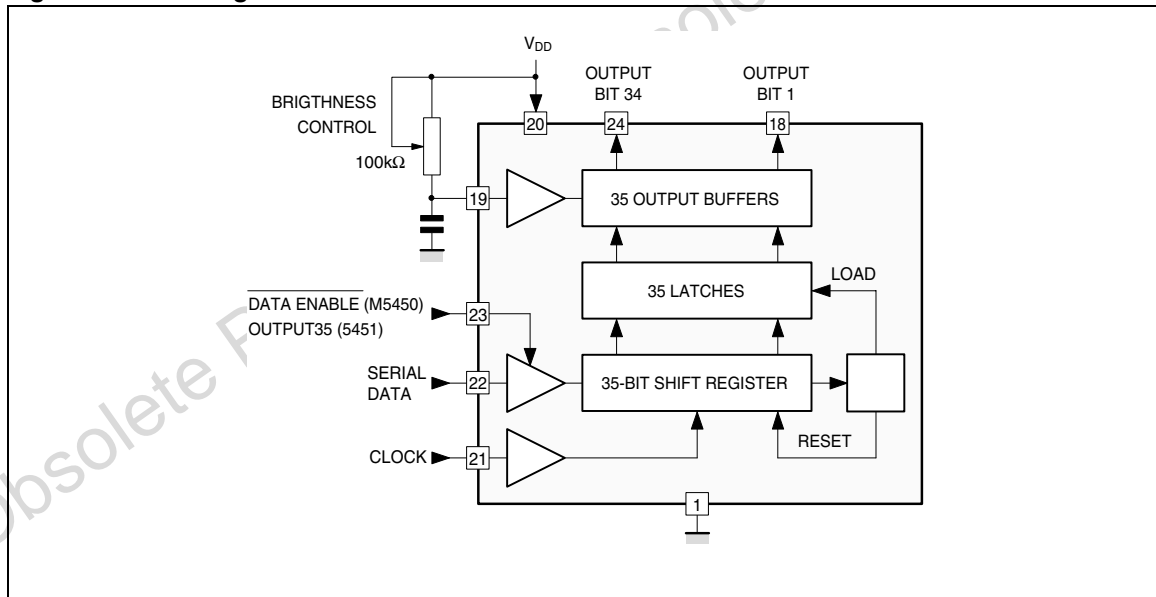 V_DD
OUTPUT
BIT 34
OUTPUT
BIT 1
BRIGTHNESS
CONTROL
100kΩ
20
24
18
19
35 OUTPUT BUFFERS
LOAD
35 LATCHES
DATA ENABLE (M5450)
OUTPUT35 (5451)
23
SERIAL
DATA
22
35-BIT SHIFT REGISTER
RESET
CLOCK
21
1
Obsolete